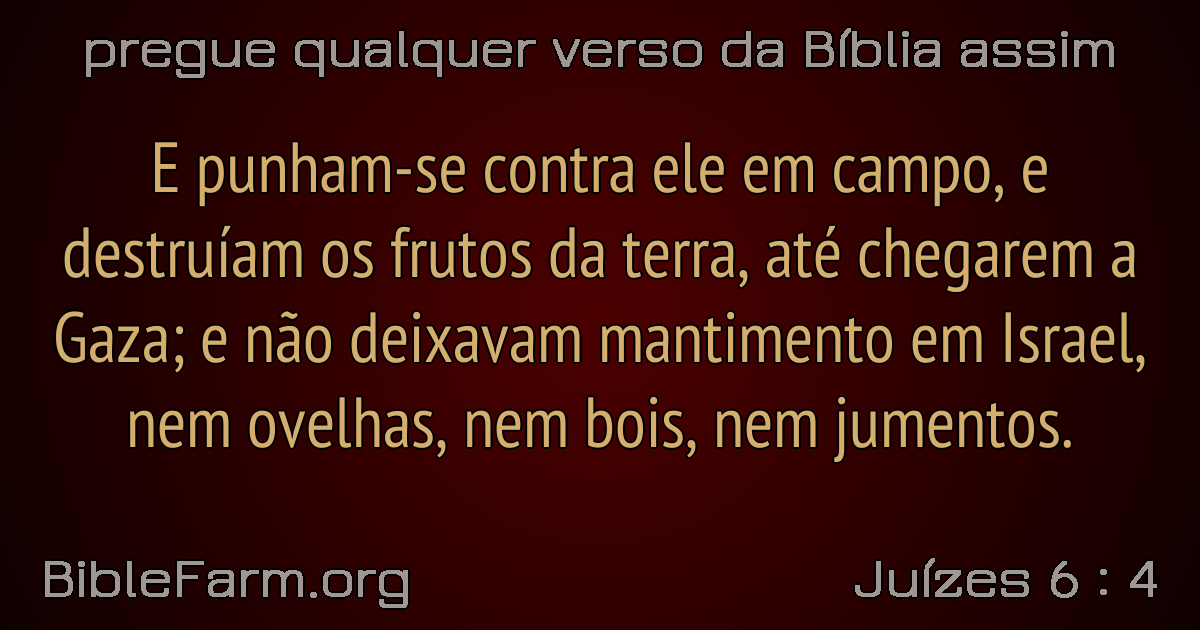 pregue qualquer verso da Bíblia assim
E punham-se contra ele em campo, e
destruíam os frutos da terra, até chegarem a
Gaza; e não deixavam mantimento em Israel,
nem ovelhas, nem bois, nem jumentos.
BibleFarm.org
Juízes 6 : 4